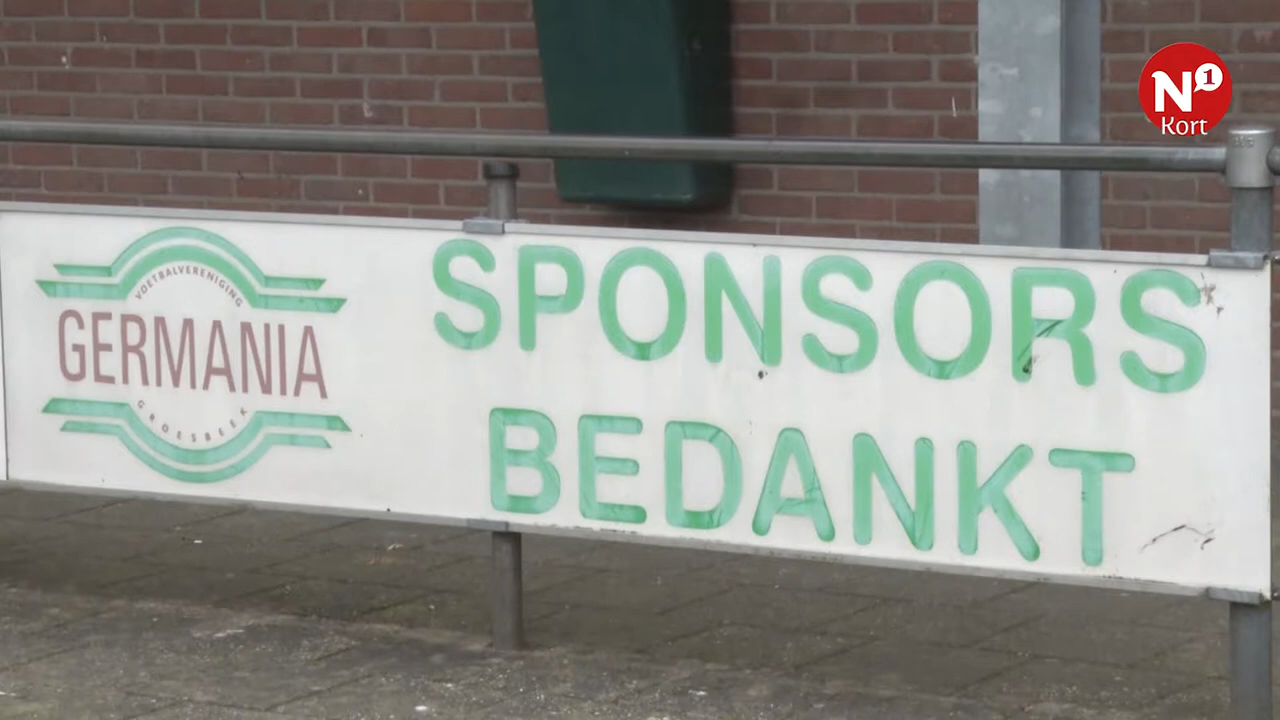 N1
Kort
VOETBALVERENIGING
GERMANIA
GROESBEEK
SPONSORS
BEDANKT